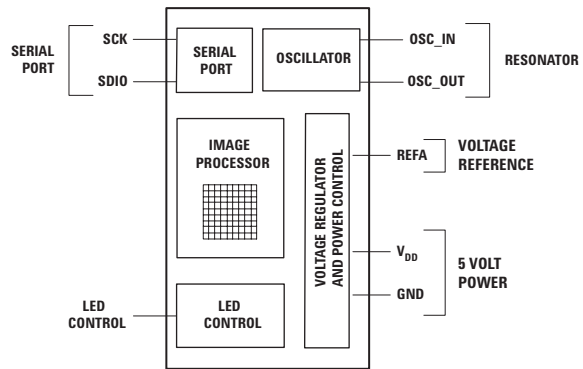 SERIAL
PORT
SCK
SDIO
SERIAL
PORT
OSCILLATOR
OSC_IN
OSC_OUT
RESONATOR
IMAGE
PROCESSOR
VOLTAGE REGULATOR
AND POWER CONTROL
REFA
VOLTAGE
REFERENCE
VDD
GND
5 VOLT
POWER
LED
CONTROL
LED
CONTROL